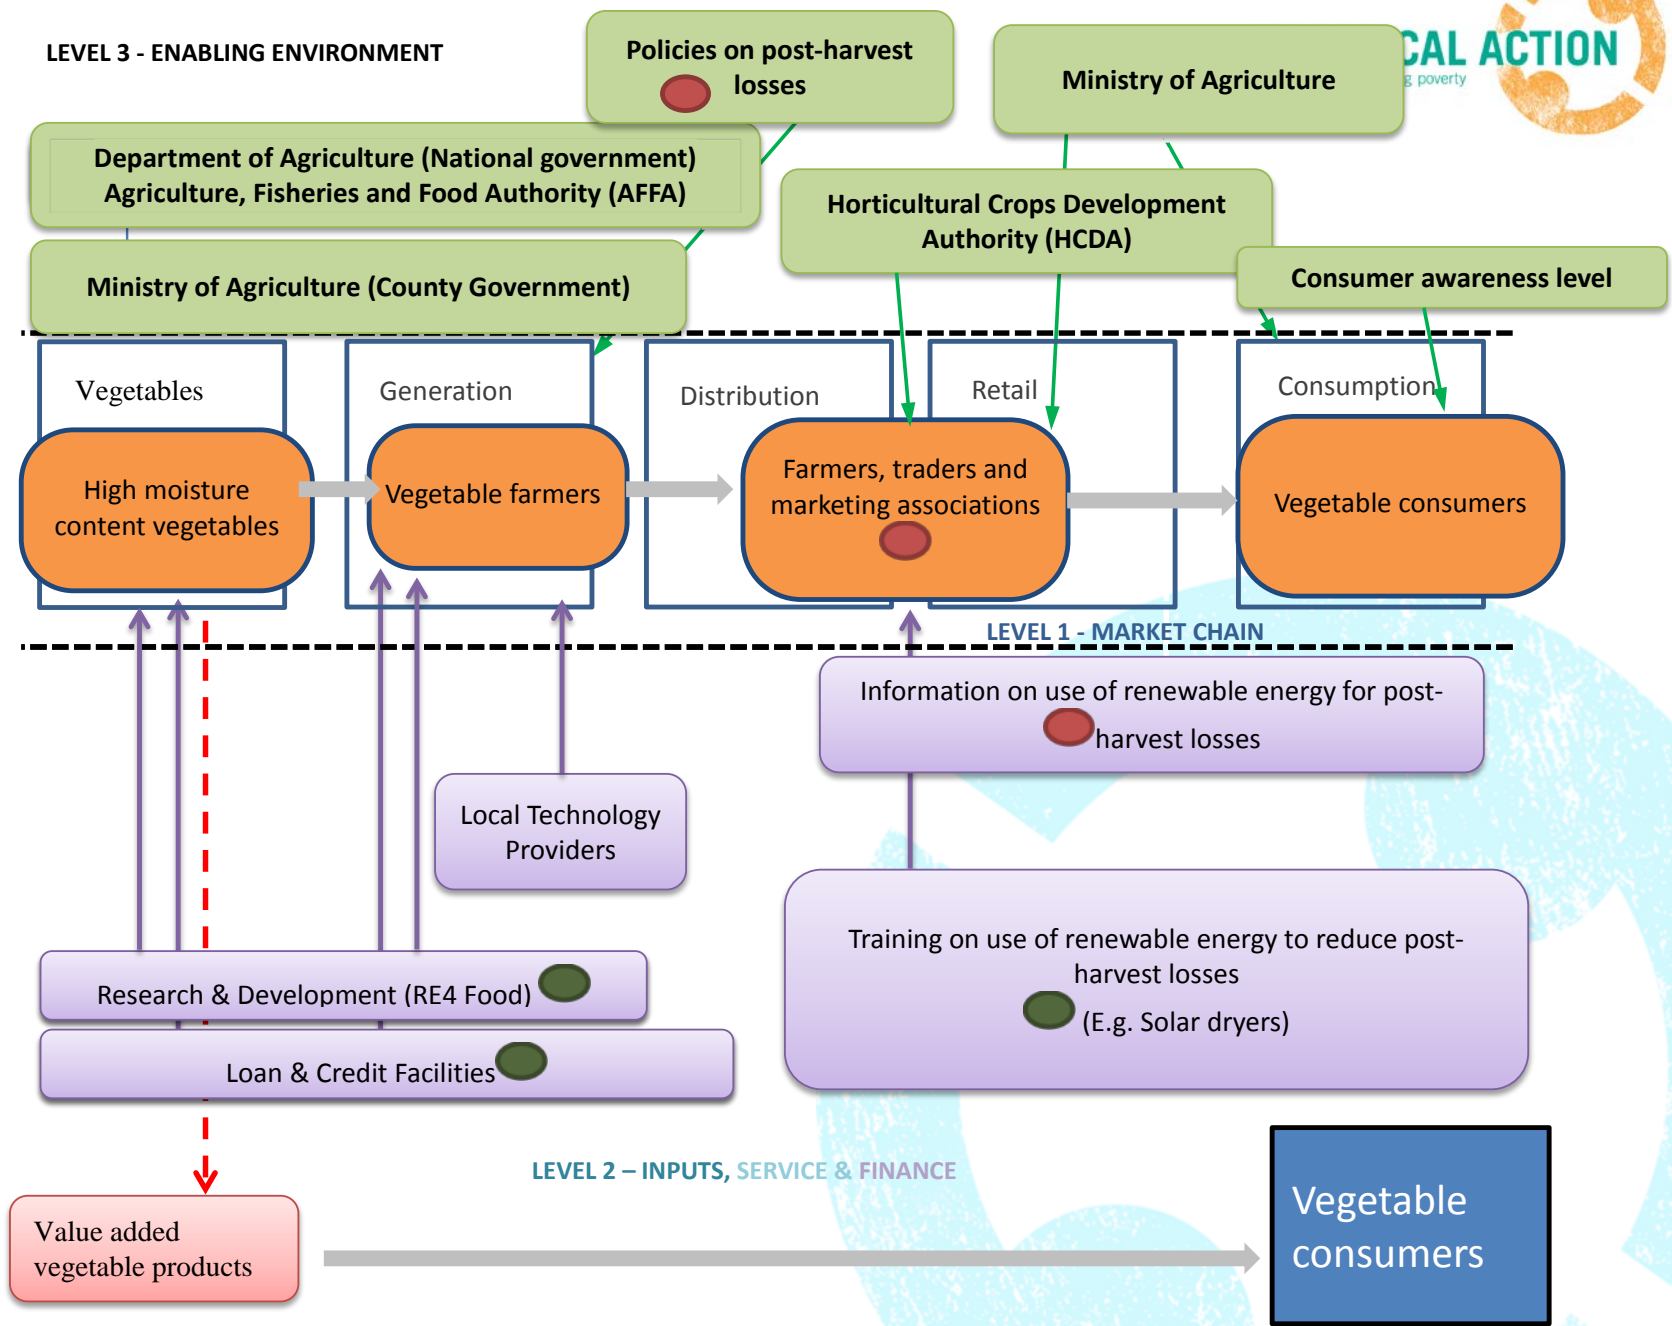 LEVEL 3 - ENABLING ENVIRONMENT
Policies on post-harvest
losses
Ministry of Agriculture
CAL ACTION
poverty
Department of Agriculture (National government)
Agriculture, Fisheries and Food Authority (AFFA)
Horticultural Crops Development
Authority (HCDA)
Ministry of Agriculture (County Government)
Consumer awareness level
Vegetables
Generation
Distribution
Retail
Consumption
High moisture
content vegetables
Vegetable farmers
Farmers, traders and
marketing associations
Vegetable consumers
LEVEL 1 - MARKET CHAIN
Information on use of renewable energy for post-
harvest losses
Local Technology
Providers
Training on use of renewable energy to reduce post-
harvest losses
(E.g. Solar dryers)
Research & Development (RE4 Food)
Loan & Credit Facilities
LEVEL 2 – INPUTS, SERVICE & FINANCE
Value added
vegetable products
Vegetable
consumers